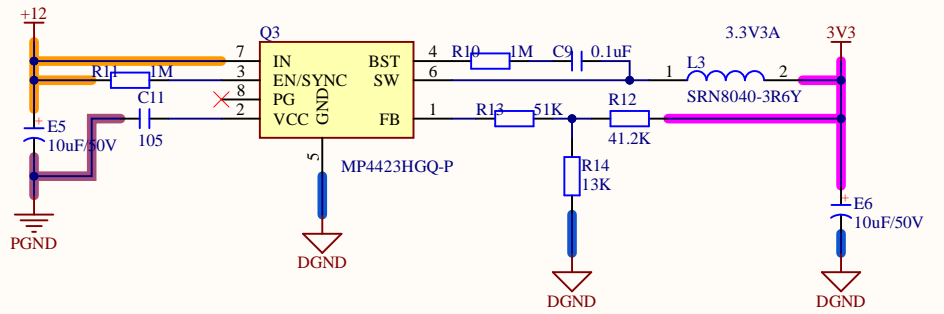 +12
Q3
3.3V3A
3V3
7 IN BST 4 R10 1M C9 0.1uF
R11 1M 3 EN/SYNC SW 6 1 L3 2
8 PG SRN8040-3R6Y
C11 2 VCC GND FB 1 R13 51K R12
E5
10uF/50V 105 41.2K
5 MP4423HGQ-P R14
13K
E6
10uF/50V
PGND
DGND
DGND
DGND